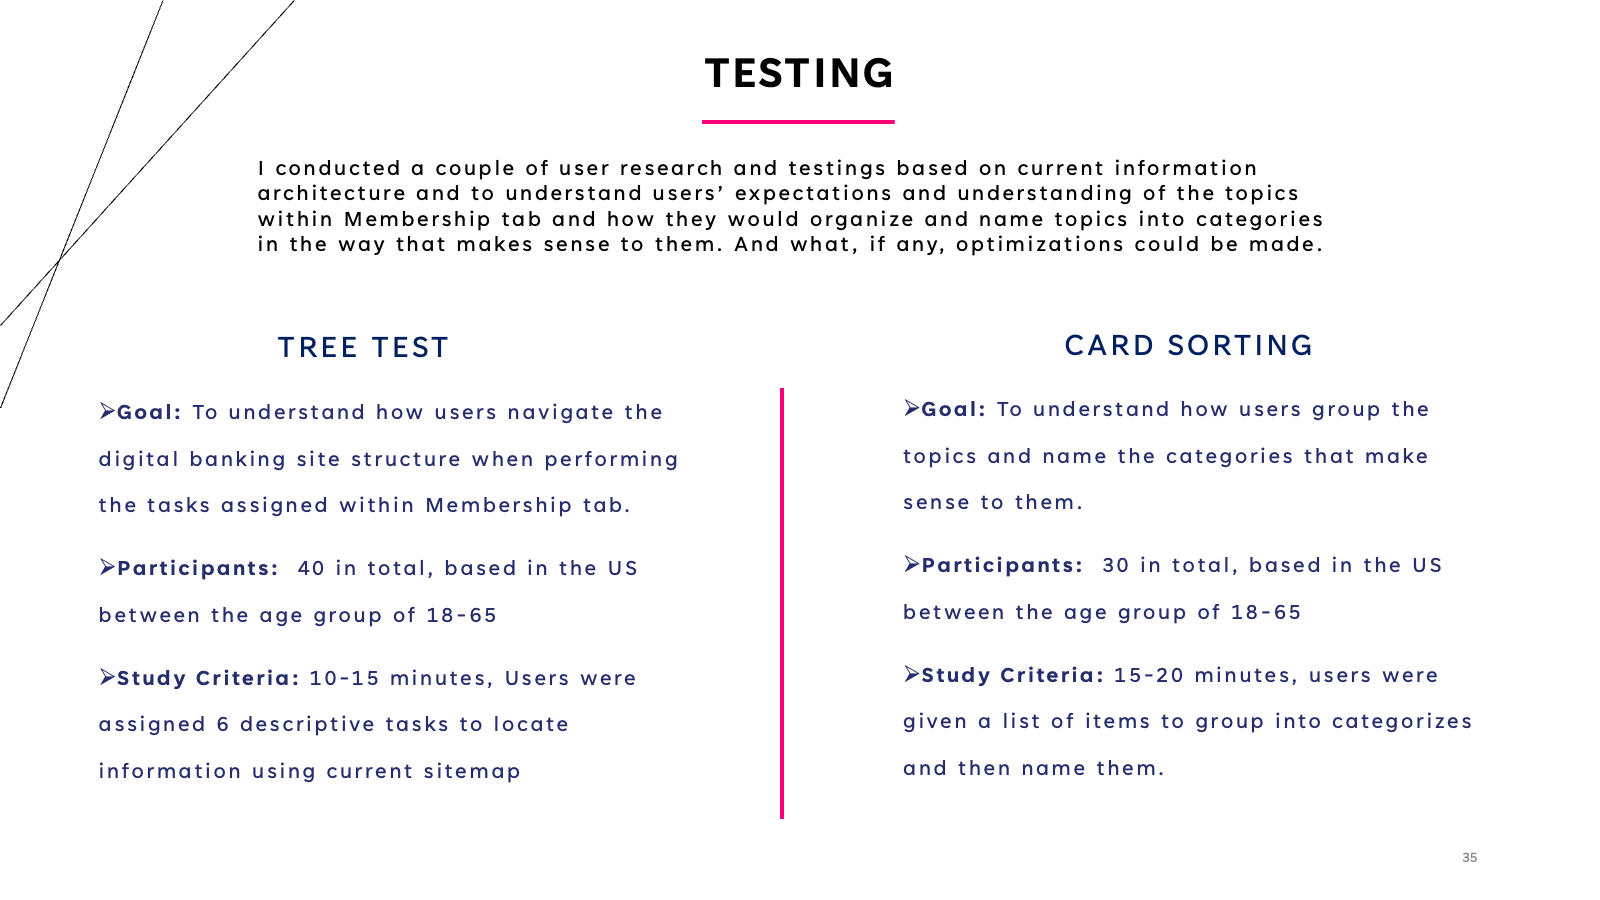 TESTING
I conducted a couple of user research and testings based on current information
architecture and to understand users’ expectations and understanding of the topics
within Membership tab and how they would organize and name topics into categories
in the way that makes sense to them. And what, if any, optimizations could be made.
TREE TEST
➢Goal: To understand how users navigate the
digital banking site structure when performing
the tasks assigned within Membership tab.
➢Participants: 40 in total, based in the US
between the age group of 18-65
➢Study Criteria: 10-15 minutes, Users were
assigned 6 descriptive tasks to locate
information using current sitemap
CARD SORTING
➢Goal: To understand how users group the
topics and name the categories that make
sense to them.
➢Participants: 30 in total, based in the US
between the age group of 18-65
➢Study Criteria: 15-20 minutes, users were
given a list of items to group into categorizes
and then name them.
35